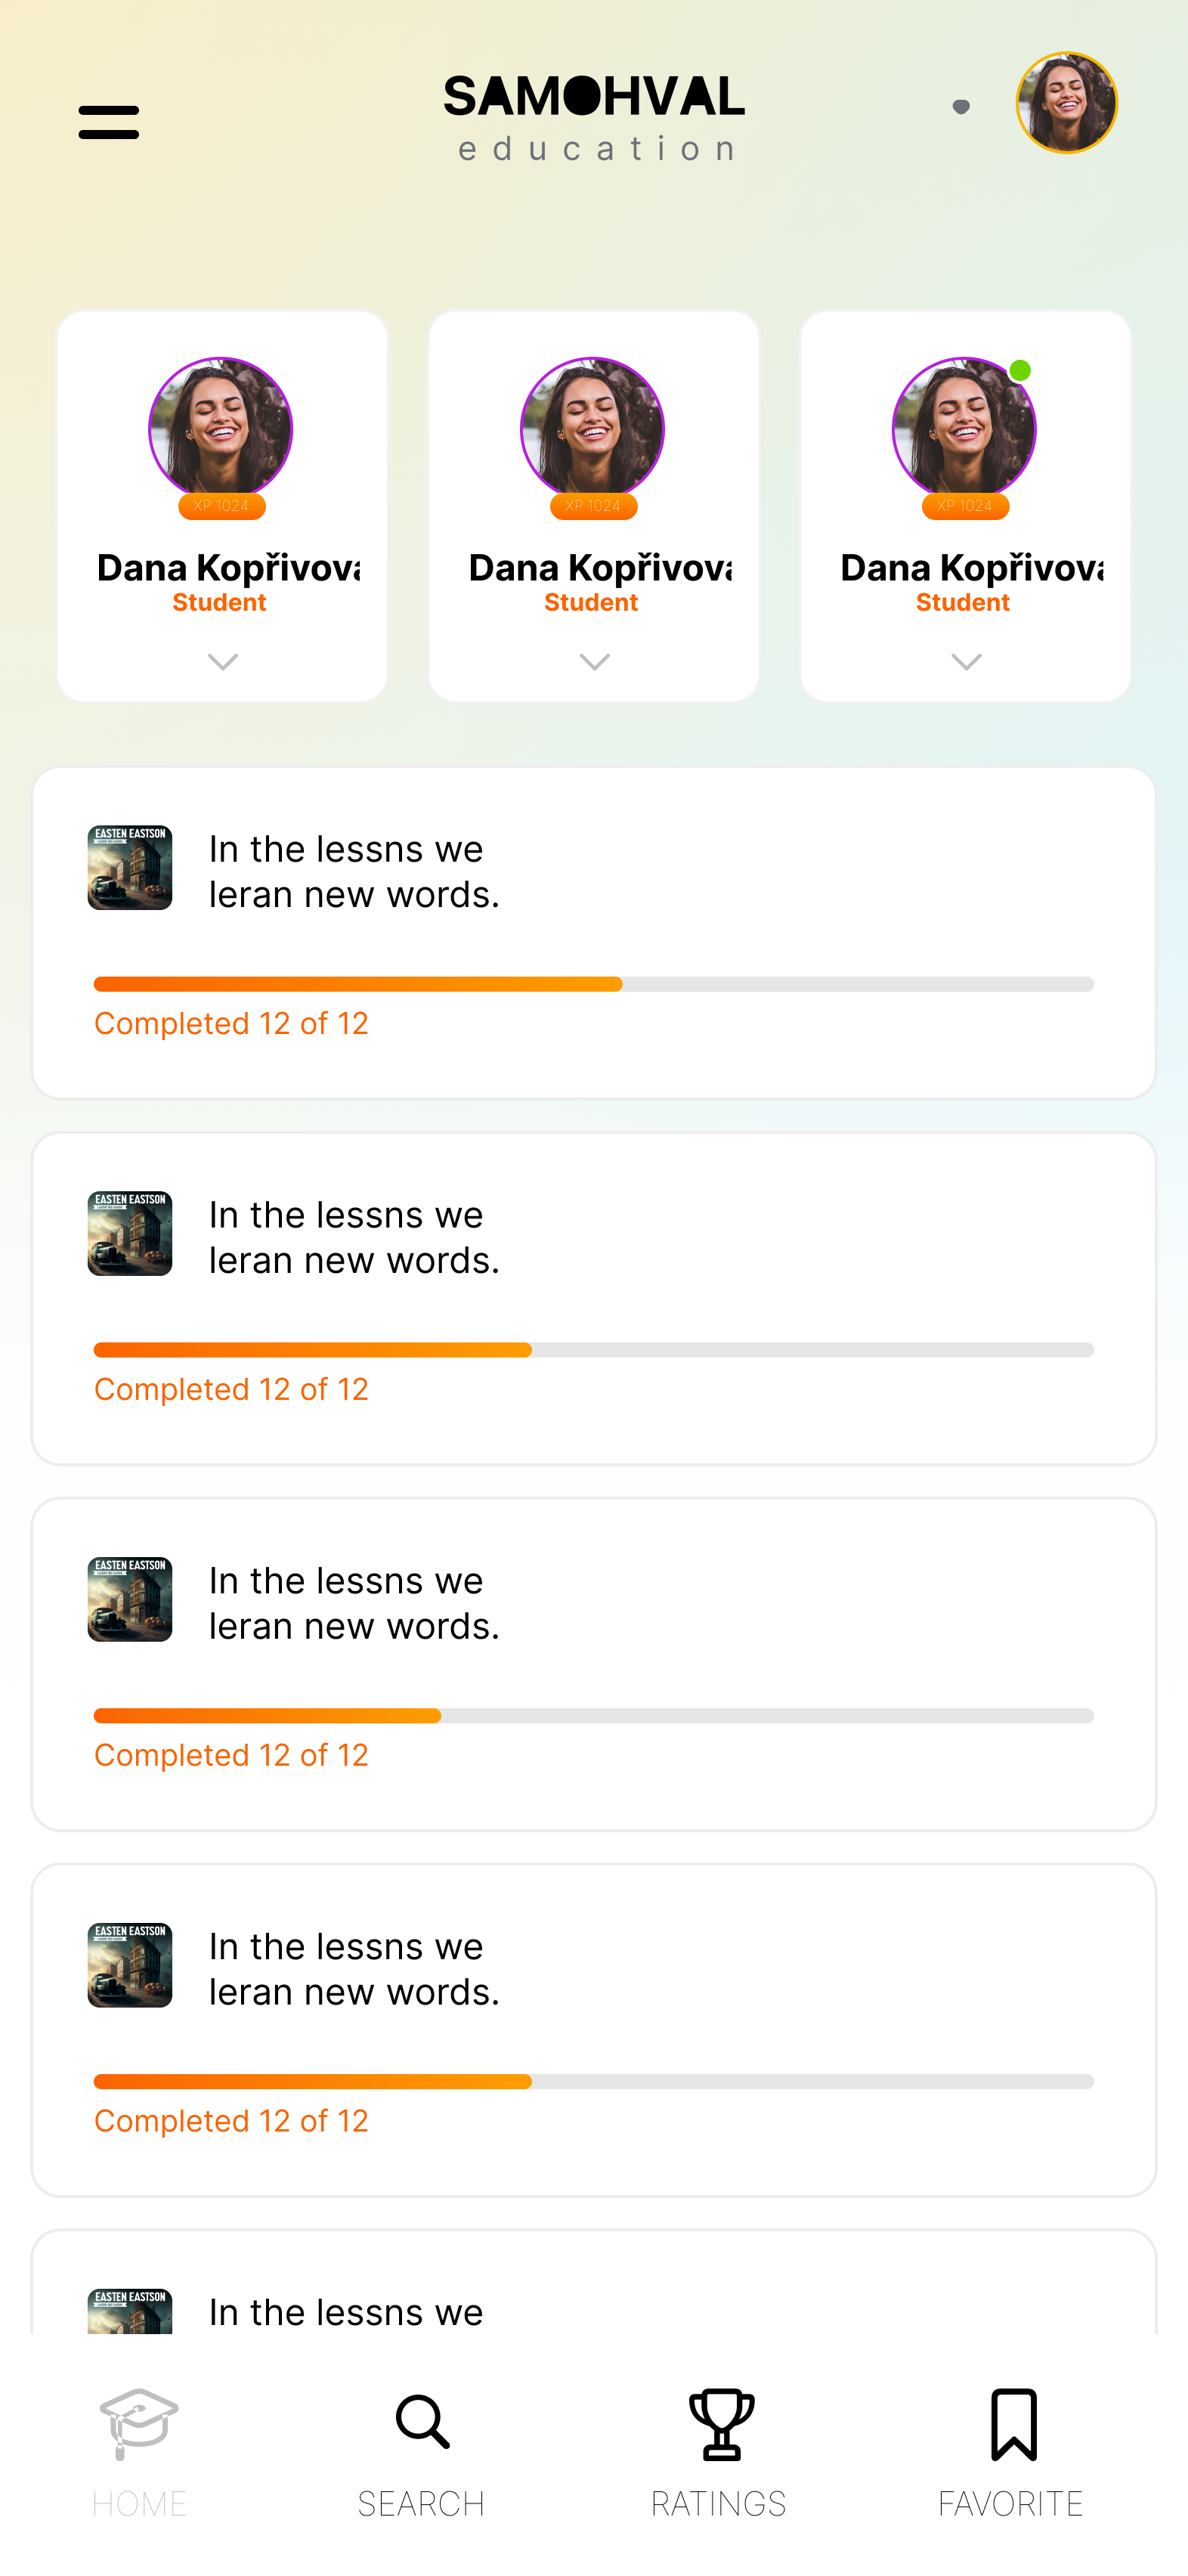 SAMOHVAL
education
XP 1024
XP 1024
XP 1024
Dana Kopřivová
Dana Kopřivová
Dana Kopřivová
Student
Student
Student
EASTEN EASTSON
In the lessns we
leran new words.
Completed 12 of 12
EASTEN EASTSON
In the lessns we
leran new words.
Completed 12 of 12
EASTEN EASTSON
In the lessns we
leran new words.
Completed 12 of 12
EASTEN EASTSON
In the lessns we
leran new words.
Completed 12 of 12
EASTEN EASTSON
In the lessns we
HOME
SEARCH
RATINGS
FAVORITE